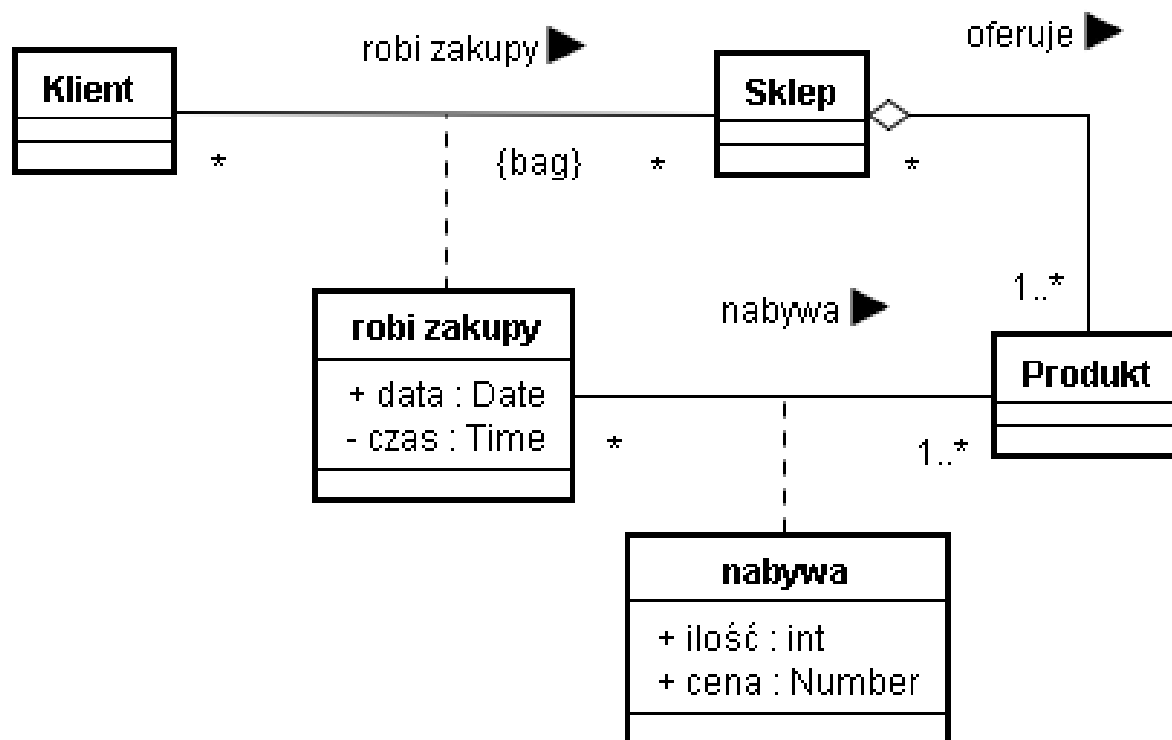 robi zakupy
oferuje
Klient
Sklep
*
{bag}
*
*
1..*
nabywa
robi zakupy
+ data : Date
- czas : Time
Produkt
*
1..*
nabywa
+ ilość : int
+ cena : Number